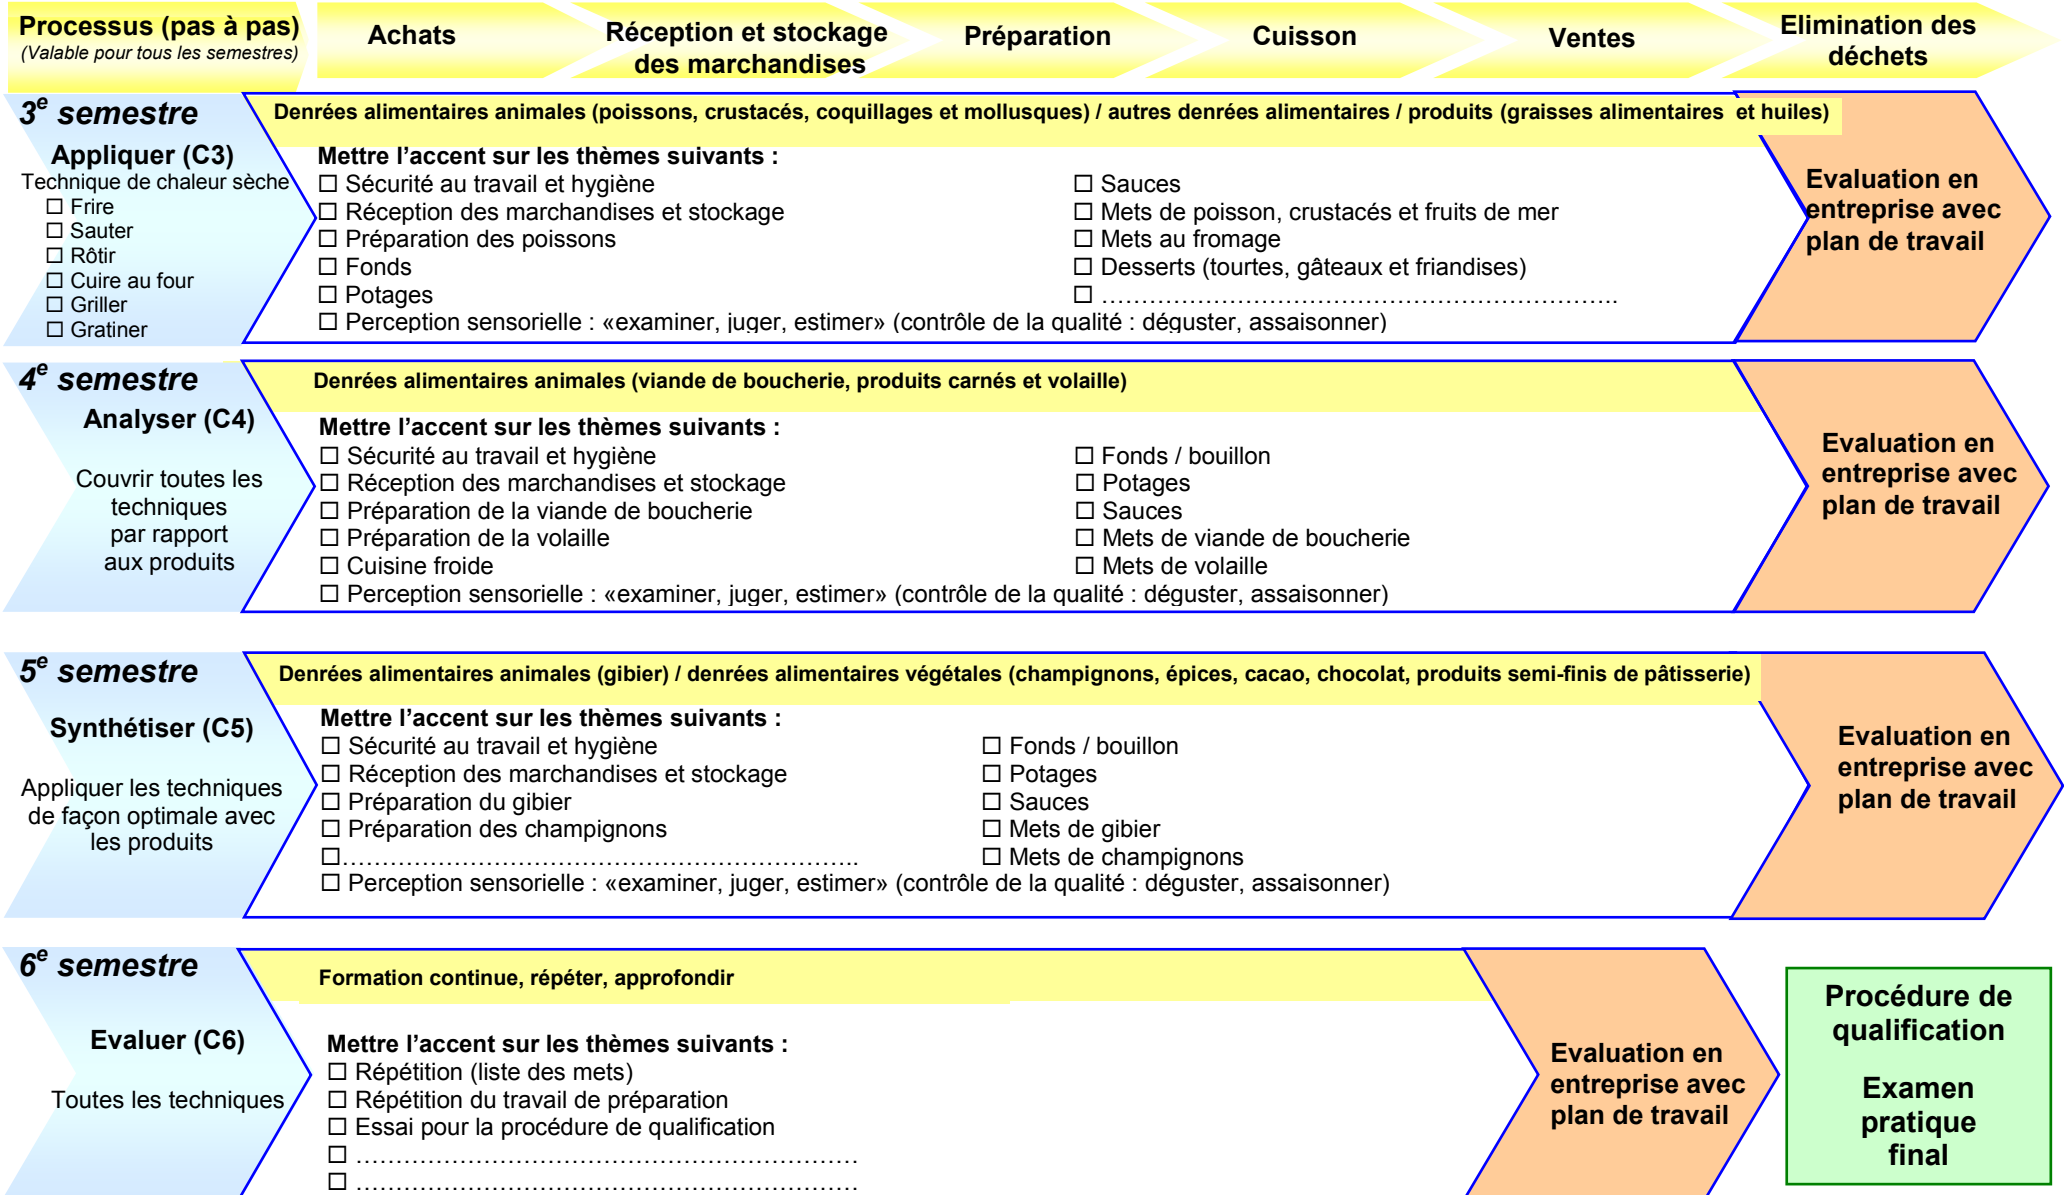 Processus (pas à pas)
(Valable pour tous les semestres)
Achats
Réception et stockage
des marchandises
Préparation
Cuisson
Ventes
Elimination des
déchets
3e semestre
Appliquer (C3)
Technique de chaleur sèche
☐ Frire
☐ Sauter
☐ Rôtir
☐ Cuire au four
☐ Griller
☐ Gratiner
Denrées alimentaires animales (poissons, crustacés, coquillages et mollusques) / autres denrées alimentaires / produits (graisses alimentaires et huiles)
Mettre l’accent sur les thèmes suivants :
☐ Sécurité au travail et hygiène
☐ Réception des marchandises et stockage
☐ Préparation des poissons
☐ Fonds
☐ Potages
☐ Sauces
☐ Mets de poisson, crustacés et fruits de mer
☐ Mets au fromage
☐ Desserts (tourtes, gâteaux et friandises)
☐ ………………………………………………………..
☐ Perception sensorielle : «examiner, juger, estimer» (contrôle de la qualité : déguster, assaisonner)
Evaluation en
entreprise avec
plan de travail
4e semestre
Analyser (C4)
Couvrir toutes les
techniques
par rapport
aux produits
Denrées alimentaires animales (viande de boucherie, produits carnés et volaille)
Mettre l’accent sur les thèmes suivants :
☐ Sécurité au travail et hygiène
☐ Réception des marchandises et stockage
☐ Préparation de la viande de boucherie
☐ Préparation de la volaille
☐ Cuisine froide
☐ Fonds / bouillon
☐ Potages
☐ Sauces
☐ Mets de viande de boucherie
☐ Mets de volaille
☐ Perception sensorielle : «examiner, juger, estimer» (contrôle de la qualité : déguster, assaisonner)
Evaluation en
entreprise avec
plan de travail
5e semestre
Synthétiser (C5)
Appliquer les techniques
de façon optimale avec
les produits
Denrées alimentaires animales (gibier) / denrées alimentaires végétales (champignons, épices, cacao, chocolat, produits semi-finis de pâtisserie)
Mettre l’accent sur les thèmes suivants :
☐ Sécurité au travail et hygiène
☐ Réception des marchandises et stockage
☐ Préparation du gibier
☐ Préparation des champignons
☐………………………………………………………..
☐ Fonds / bouillon
☐ Potages
☐ Sauces
☐ Mets de gibier
☐ Mets de champignons
☐ Perception sensorielle : «examiner, juger, estimer» (contrôle de la qualité : déguster, assaisonner)
Evaluation en
entreprise avec
plan de travail
6e semestre
Evaluer (C6)
Toutes les techniques
Formation continue, répéter, approfondir
Mettre l’accent sur les thèmes suivants :
☐ Répétition (liste des mets)
☐ Répétition du travail de préparation
☐ Essai pour la procédure de qualification
☐ ………………………………………………………
☐ ………………………………………………………
Evaluation en
entreprise avec
plan de travail
Procédure de
qualification
Examen
pratique
final